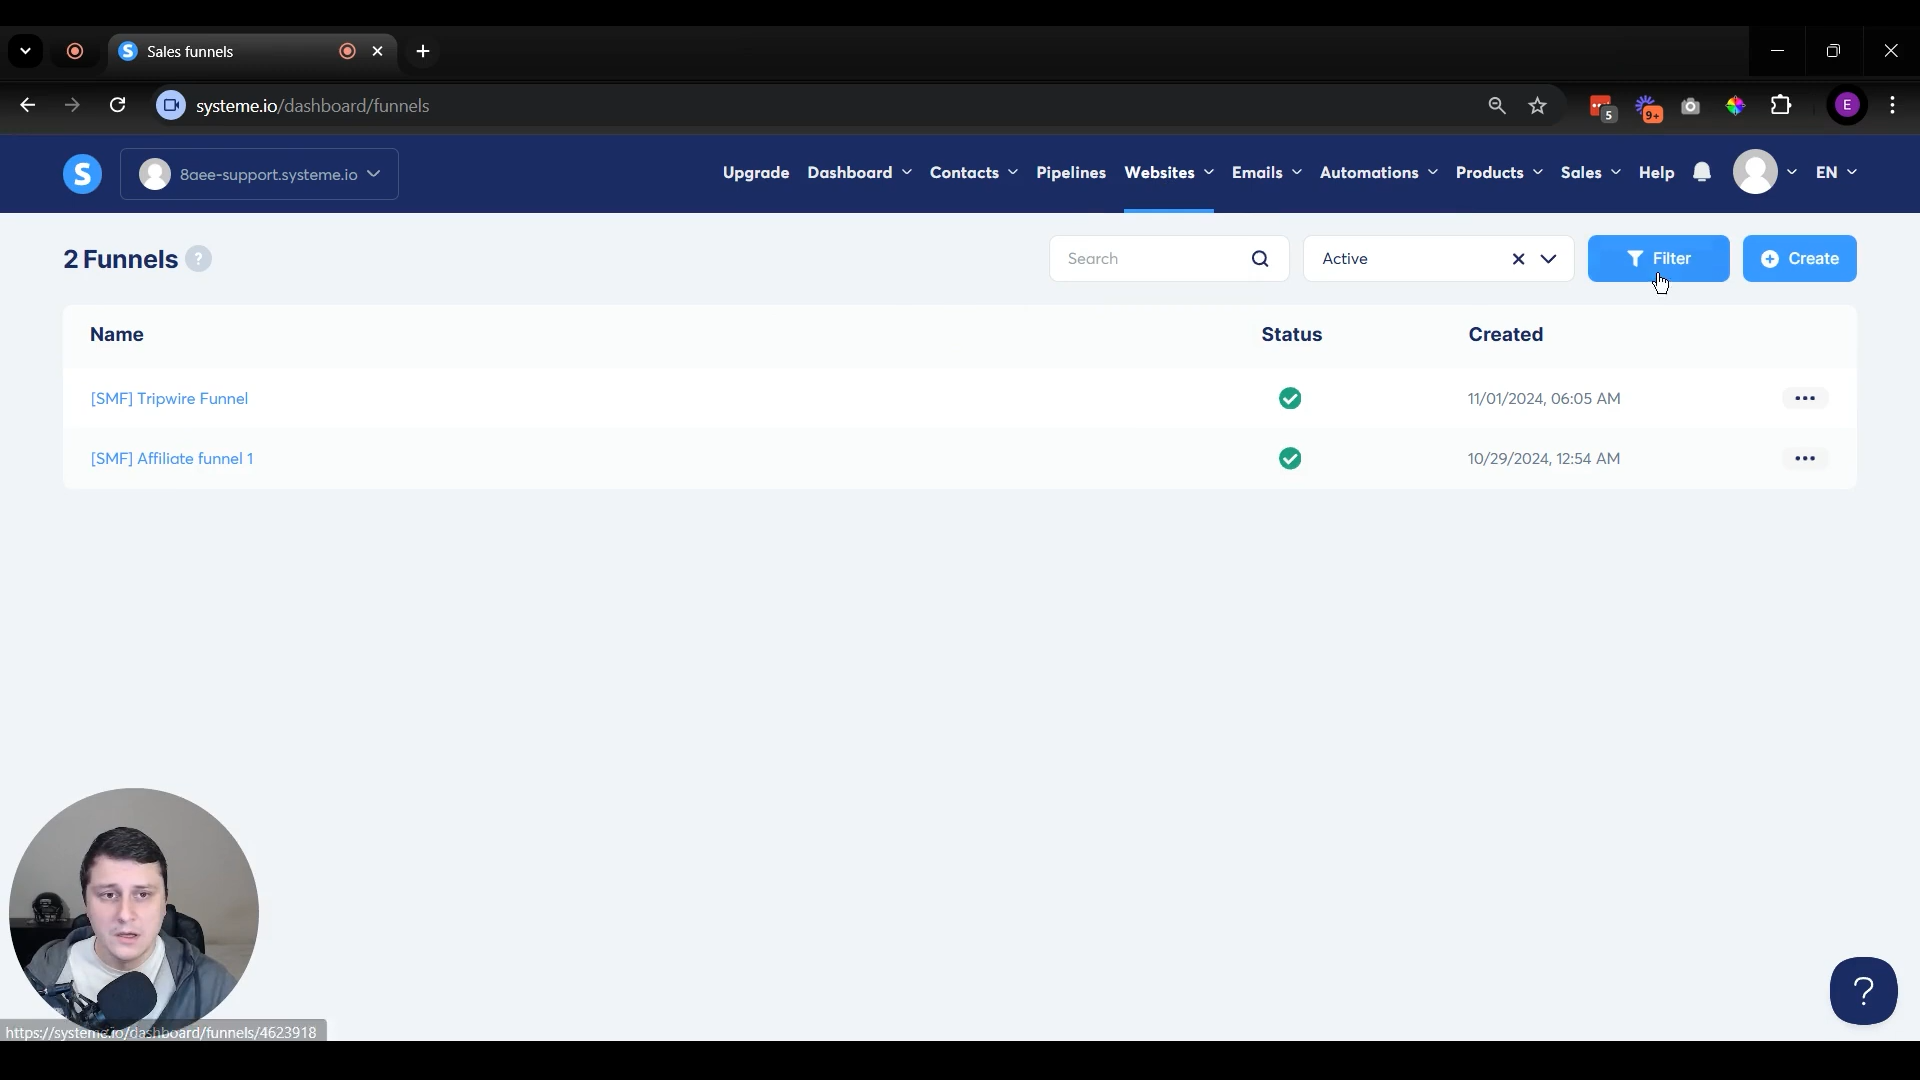 Sales funnels
systeme.io/dashboard/funnels
5
9+
E
S
8aee-support.systeme.io
Upgrade Dashboard Contacts Pipelines Websites Emails Automations Products Sales Help EN
2 Funnels ?
Search
Active
Filter
Create
Name Status Created
[SMF] Tripwire Funnel 11/01/2024, 06:05 AM
[SMF] Affiliate funnel 1 10/29/2024, 12:54 AM
?
https://systeme.io/dashboard/funnels/4623918